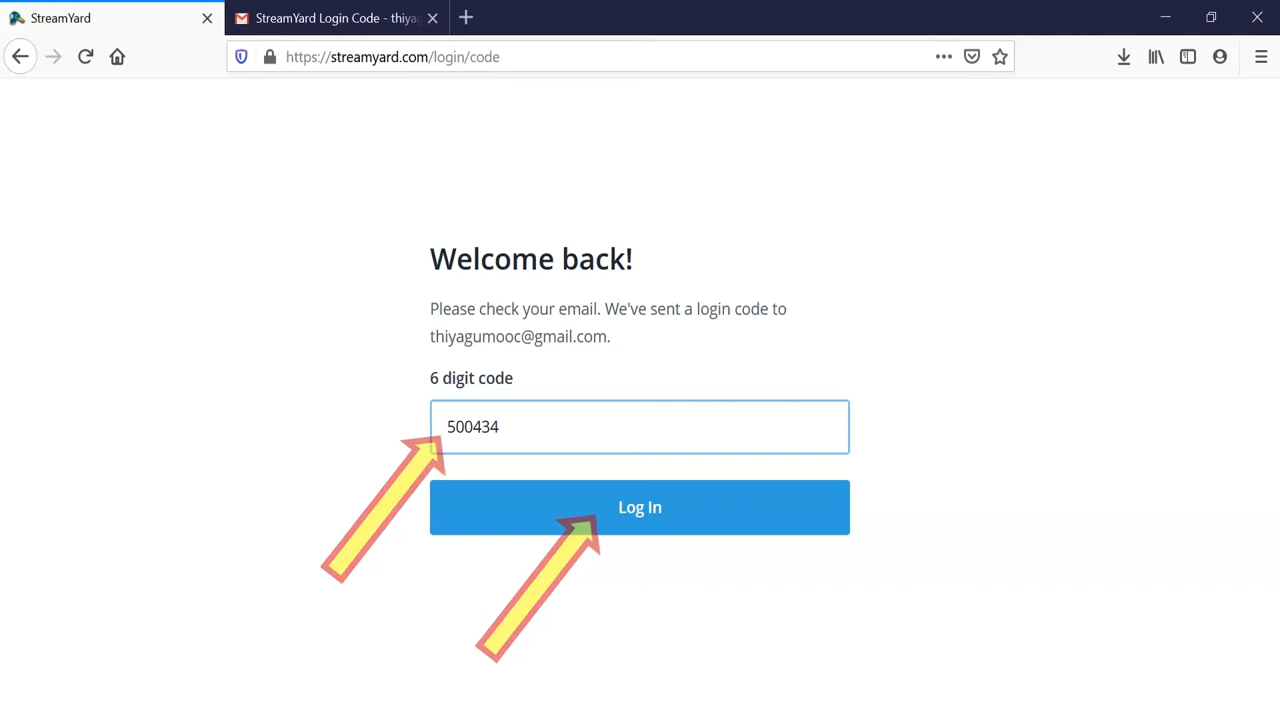 StreamYard
StreamYard Login Code - thiyag
https://streamyard.com/login/code
Welcome back!
Please check your email. We've sent a login code to
thiyagumooc@gmail.com.
6 digit code
500434
Log In